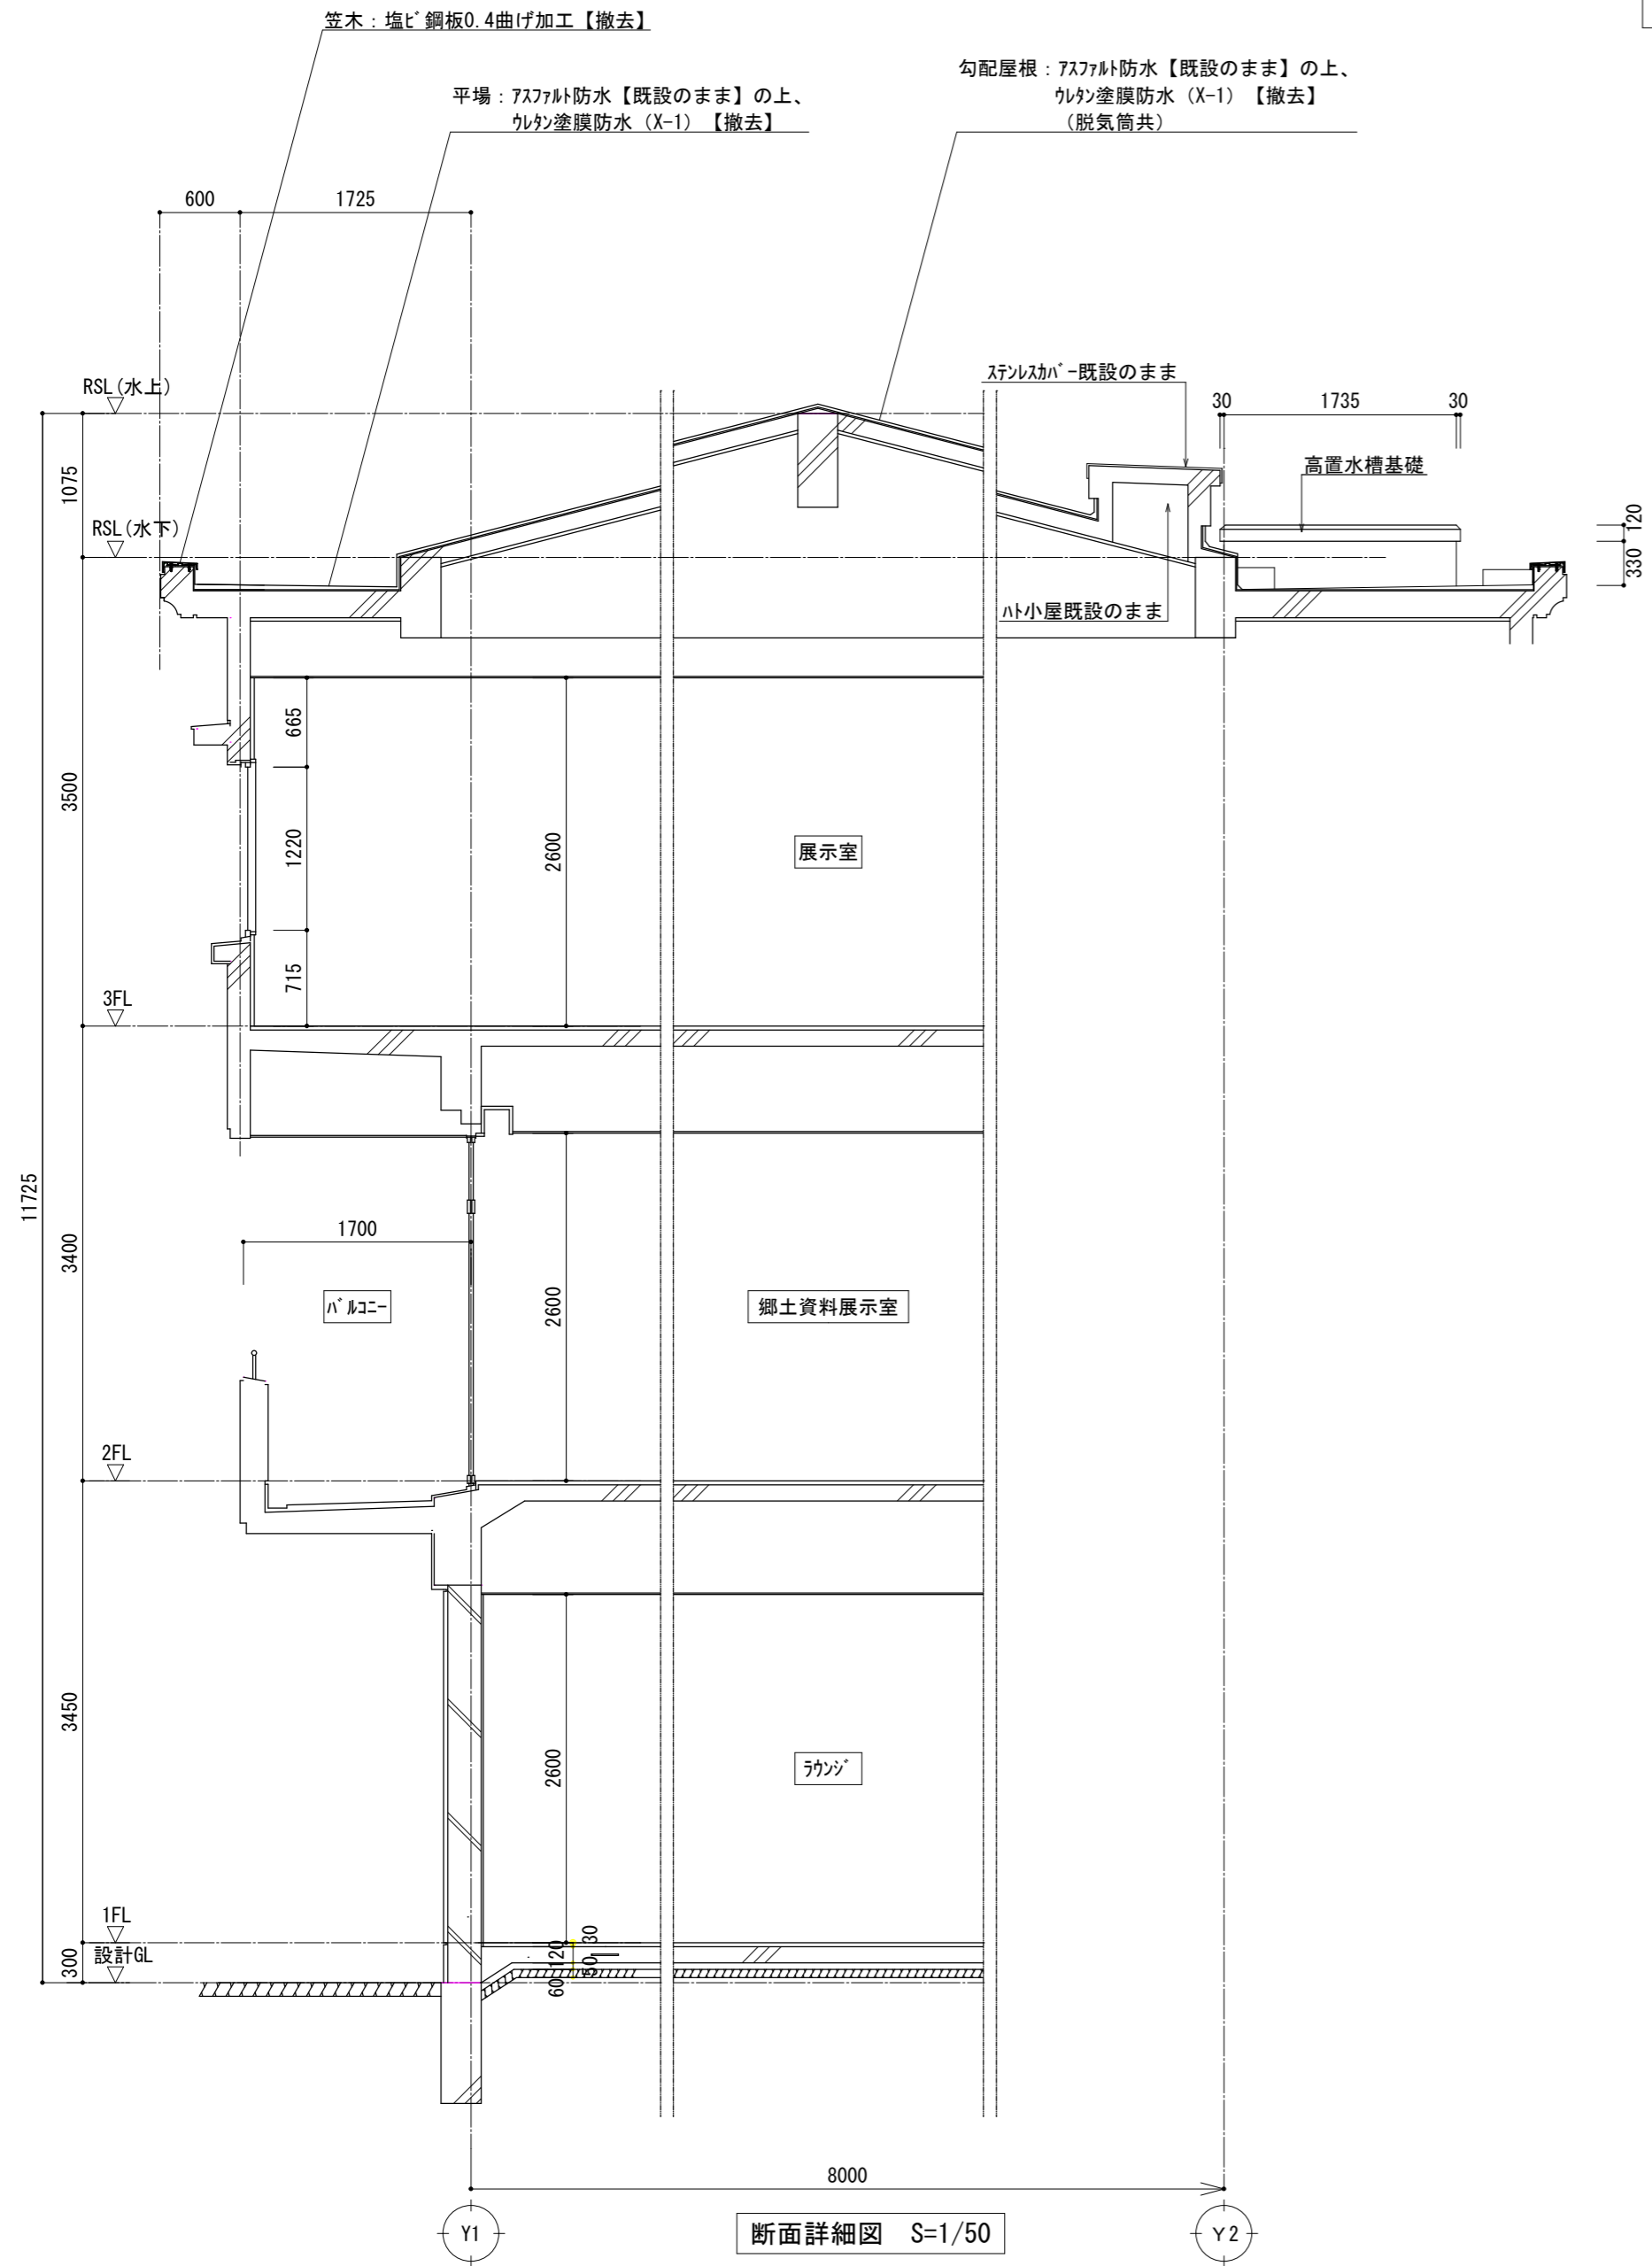 笠木：塩ﾋﾞ鋼板0.4曲げ加工【撤去】
勾配屋根：ｱｽﾌｧﾙﾄ防水【既設のまま】の上、
ｳﾚﾀﾝ塗膜防水（X-1）【撤去】
（脱気筒共）
平場：ｱｽﾌｧﾙﾄ防水【既設のまま】の上、
ｳﾚﾀﾝ塗膜防水（X-1）【撤去】
600
1725
ｽﾃﾝﾚｽｶﾊﾞｰ既設のまま
RSL(水上)
30
1735
30
高置水槽基礎
1075
RSL(水下)
120
330
ﾊﾄ小屋既設のまま
665
3500
1220
2600
展示室
715
3FL
11725
1700
3400
ﾊﾞﾙｺﾆｰ
2600
郷土資料展示室
2FL
3450
2600
ﾗｳﾝｼﾞ
1FL
30
120
50
60
設計GL
300
8000
Y1
断面詳細図　S=1/50
Y2